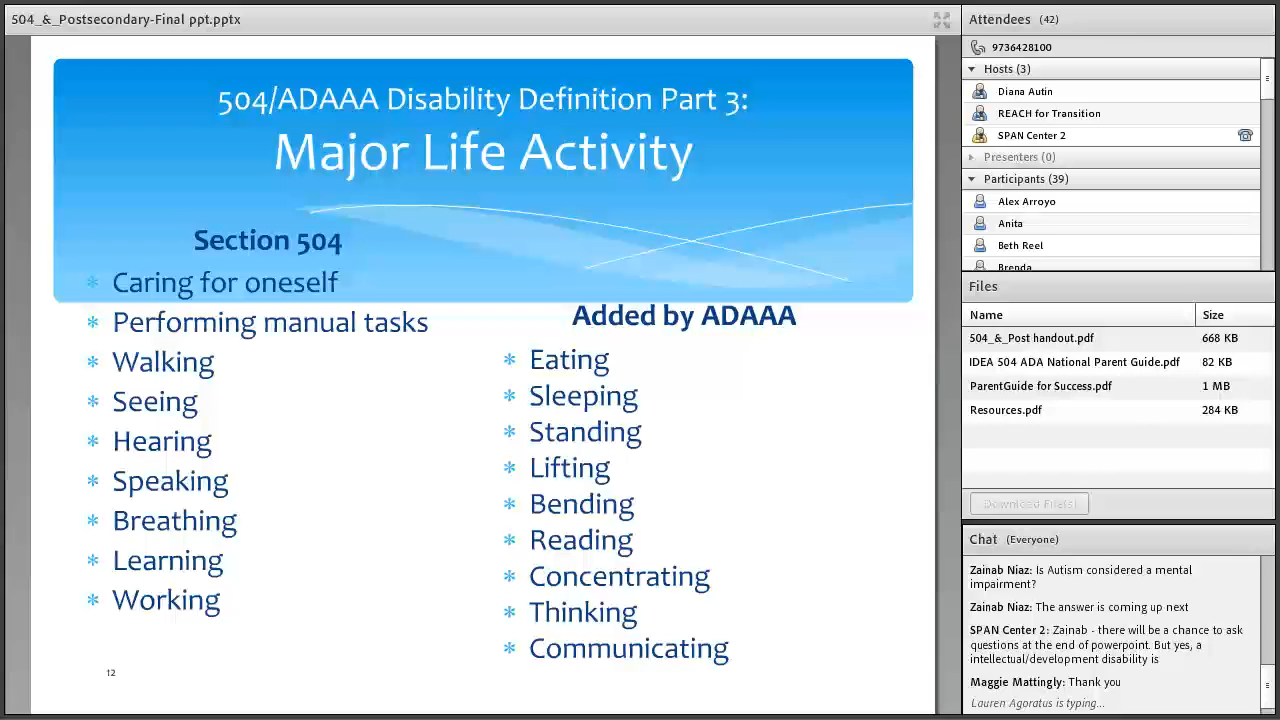 504_&_Postsecondary-Final ppt.pptx
504/ADAAA Disability Definition Part 3:
Major Life Activity
Section 504
* Caring for oneself
* Performing manual tasks
* Walking
* Seeing
* Hearing
* Speaking
* Breathing
* Learning
* Working
Added by ADAAA
* Eating
* Sleeping
* Standing
* Lifting
* Bending
* Reading
* Concentrating
* Thinking
* Communicating
12
Attendees (42)
9736428100
Hosts (3)
Diana Autin
REACH for Transition
SPAN Center 2
Presenters (0)
Participants (39)
Alex Arroyo
Anita
Beth Reel
Brenda
Files
Name Size
504_&_Post handout.pdf 668 KB
IDEA 504 ADA National Parent Guide.pdf 82 KB
ParentGuide for Success.pdf 1 MB
Resources.pdf 284 KB
Download File(s)
Chat (Everyone)
Zainab Niaz: Is Autism considered a mental
impairment?
Zainab Niaz: The answer is coming up next
SPAN Center 2: Zainab - there will be a chance to ask
questions at the end of powerpoint. But yes, a
intellectual/development disability is
Maggie Mattingly: Thank you
Lauren Agoratus is typing...